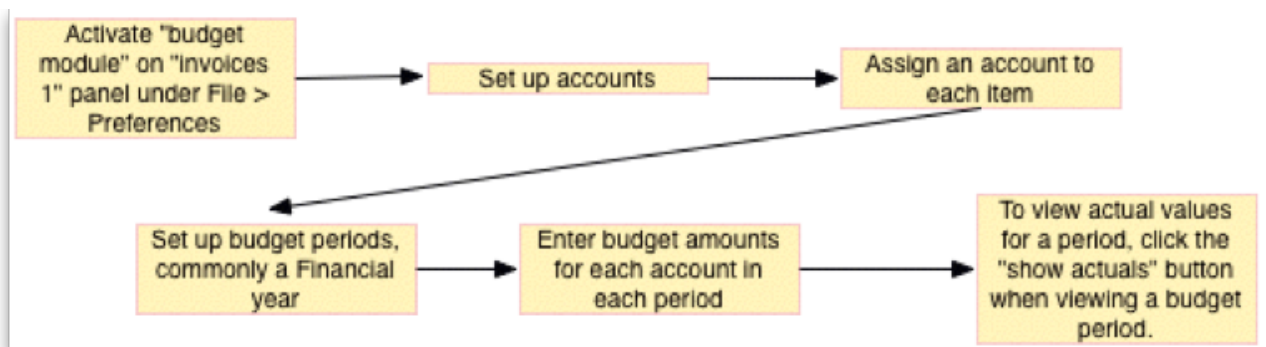 Activate "budget
module" on "invoices
1" panel under File >
Preferences
Set up accounts
Assign an account to
each item
Set up budget periods,
commonly a Financial
year
Enter budget amounts
for each account in
each period
To view actual values
for a period, click the
"show actuals" button
when viewing a budget
period.